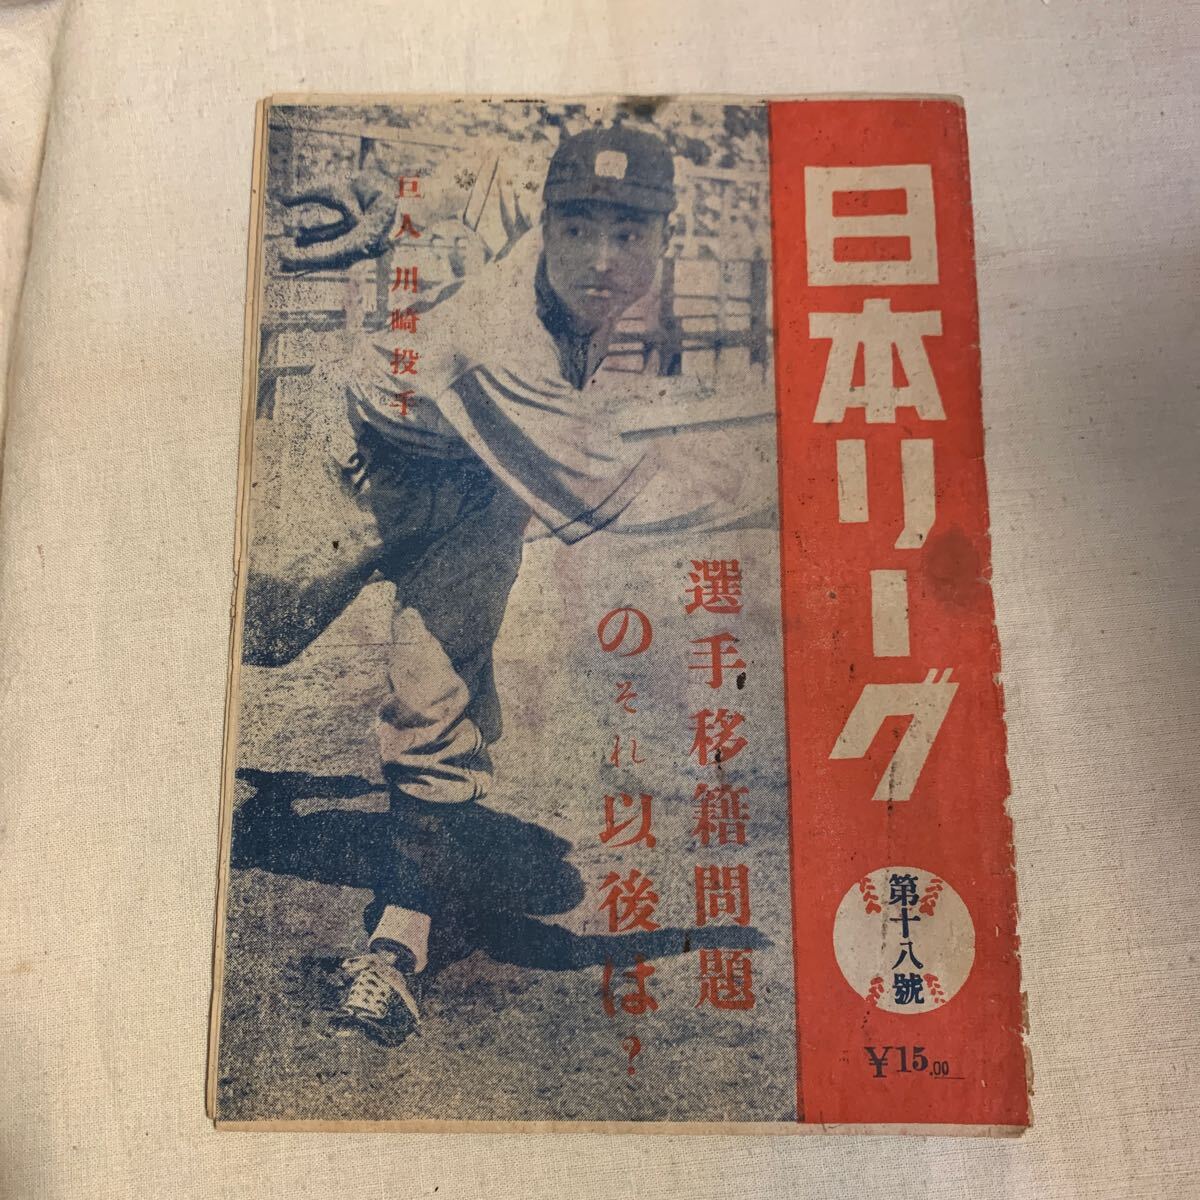 日本リーグ
第十八號
¥15.00
巨人川崎投手
選手移籍問題
のそれ以後は?
21